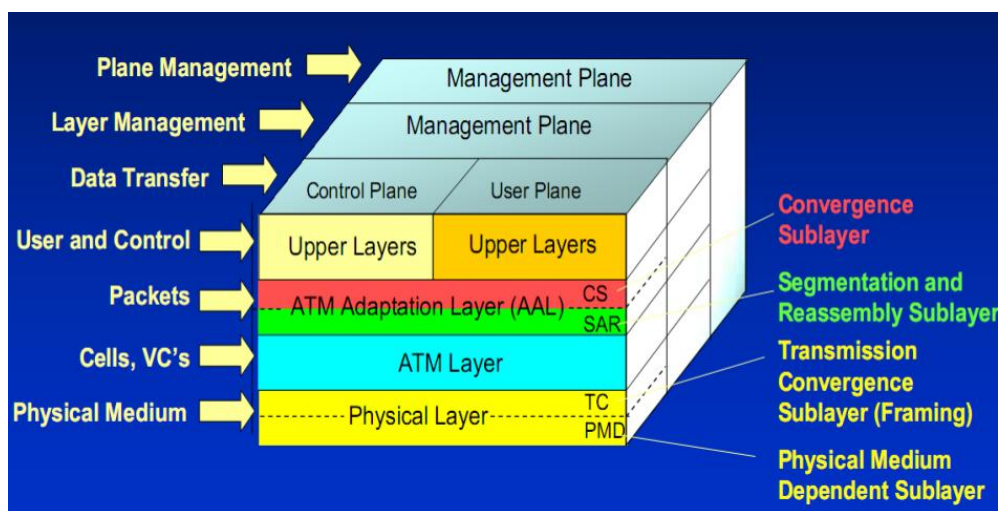 Plane Management
Management Plane
Layer Management
Management Plane
Data Transfer
Control Plane
User Plane
User and Control
Upper Layers
Upper Layers
Convergence
Sublayer
Packets
ATM Adaptation Layer (AAL)
CS
SAR
Segmentation and
Reassembly Sublayer
Cells, VC's
ATM Layer
Transmission
Convergence
Sublayer (Framing)
Physical Medium
Physical Layer
TC
PMD
Physical Medium
Dependent Sublayer